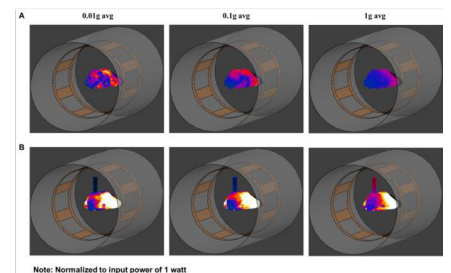 0.01g avg 0.1g avg 1g avg
A
B
Note: Normalized to input power of 1 watt